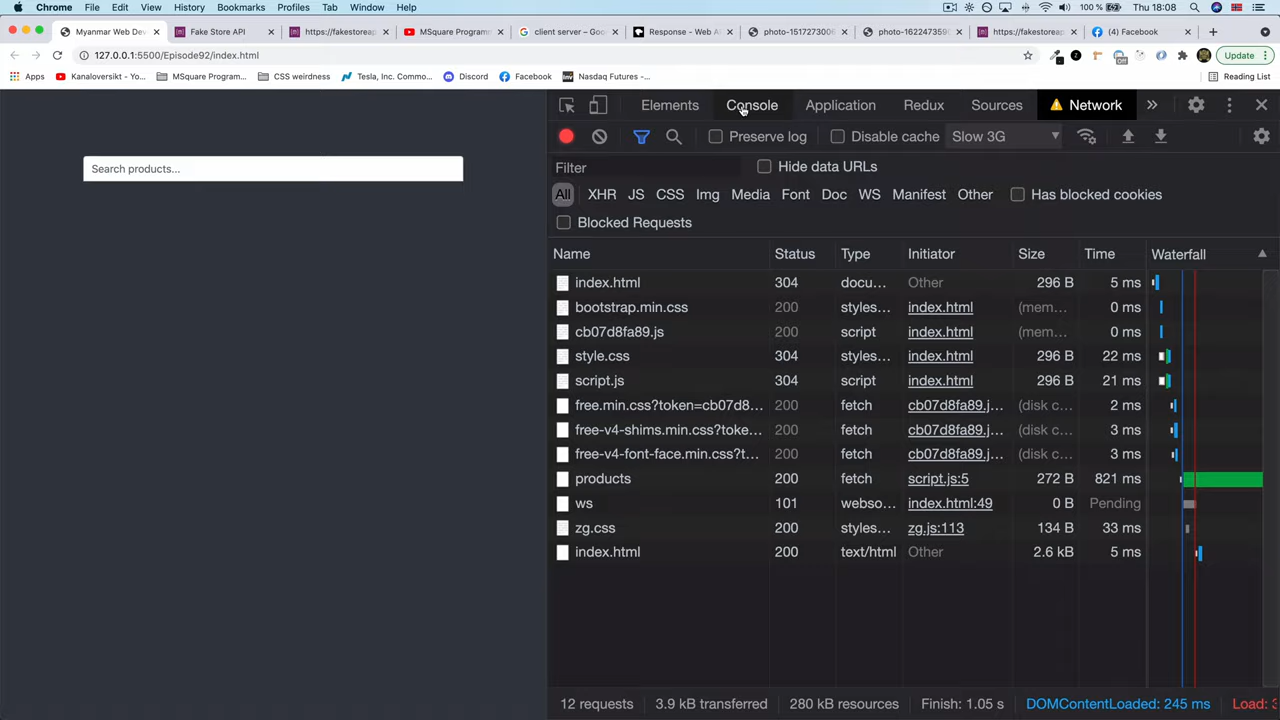 Chrome File Edit View History Bookmarks Profiles Tab Window Help 100 % Thu 18:08
Myanmar Web Dev Fake Store API https://fakestoreap MSquare Program client server – Goo Response - Web A photo-1517273006 photo-1622473595 https://fakestoreap (4) Facebook
127.0.0.1:5500/Episode92/index.html Off Update
Apps Kanaloversikt - Yo... MSquare Program... CSS weirdness Tesla, Inc. Commo... Discord Facebook Nasdaq Futures -... Reading List
Elements Console Application Redux Sources Network
Preserve log Disable cache Slow 3G
Search products...
Filter Hide data URLs
All XHR JS CSS Img Media Font Doc WS Manifest Other Has blocked cookies
Blocked Requests
Name Status Type Initiator Size Time Waterfall
index.html 304 docu... Other 296 B 5 ms
bootstrap.min.css 200 styles... index.html (mem... 0 ms
cb07d8fa89.js 200 script index.html (mem... 0 ms
style.css 304 styles... index.html 296 B 22 ms
script.js 304 script index.html 296 B 21 ms
free.min.css?token=cb07d8... 200 fetch cb07d8fa89.j... (disk c... 2 ms
free-v4-shims.min.css?toke... 200 fetch cb07d8fa89.j... (disk c... 3 ms
free-v4-font-face.min.css?t... 200 fetch cb07d8fa89.j... (disk c... 3 ms
products 200 fetch script.js:5 272 B 821 ms
ws 101 webso... index.html:49 0 B Pending
zg.css 200 styles... zg.js:113 134 B 33 ms
index.html 200 text/html Other 2.6 kB 5 ms
12 requests 3.9 kB transferred 280 kB resources Finish: 1.05 s DOMContentLoaded: 245 ms Load: